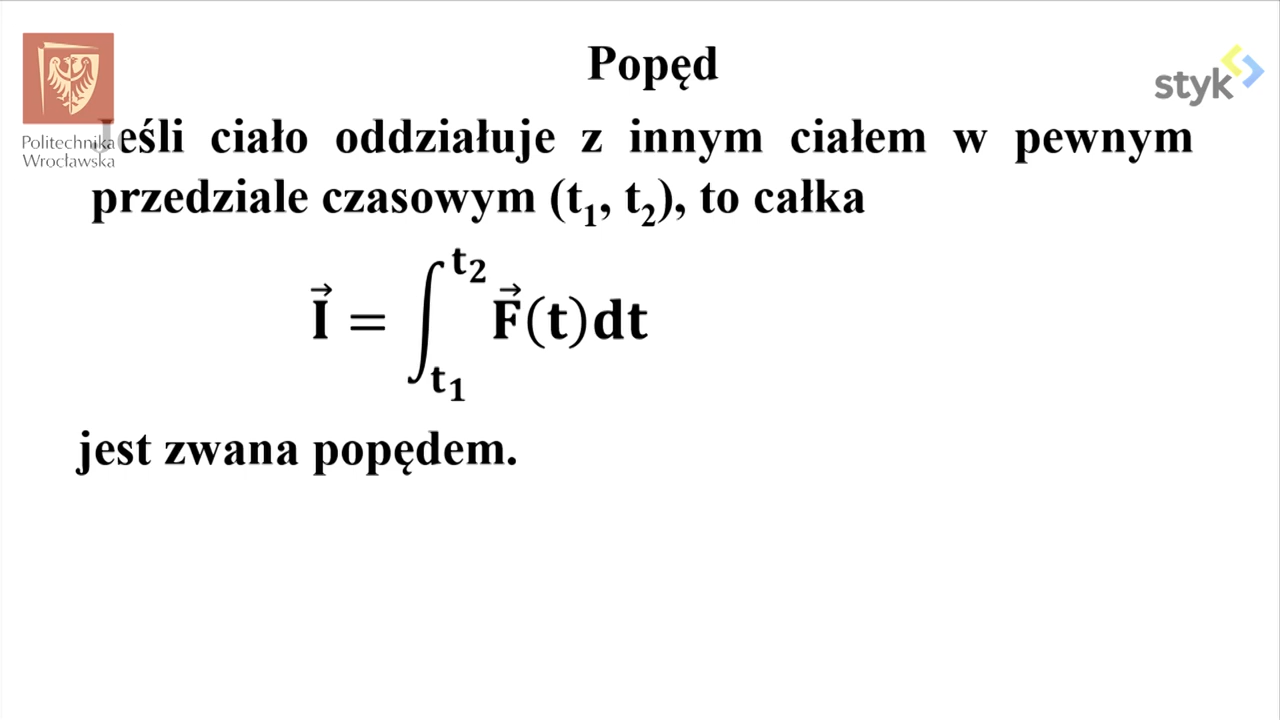 Popęd
styk
Politechnika
Wrocławska
Jeśli ciało oddziałuje z innym ciałem w pewnym
przedziale czasowym (t₁, t₂), to całka
I⃗ = ∫_{t₁}^{t₂} F⃗(t)dt
jest zwana popędem.